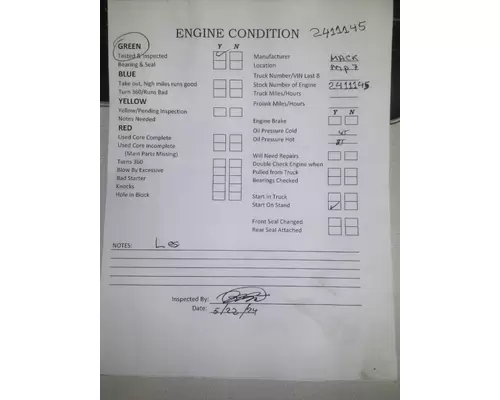 ENGINE CONDITION 2411145
GREEN Y N
Tested & Inspected
Bearing & Seal
BLUE
Take out, high miles runs good
Turn 360/Runs Bad
YELLOW
Yellow/Pending Inspection
Notes Needed
RED
Used Core Complete
Used Core Incomplete
(Main Parts Missing)
Turns 360
Blow By Excessive
Bad Starter
Knocks
Hole in Block
Manufacturer MACK
Location MP7
Truck Number/VIN Last 8
Stock Number of Engine 2411145
Truck Miles/Hours
Prolink Miles/Hours
Y N
Engine Brake
Oil Pressure Cold
Oil Pressure Hot
Will Need Repairs
Double Check Engine when
Pulled from Truck
Bearings Checked
Start in Truck
Start On Stand
Front Seal Changed
Rear Seal Attached
NOTES:
Inspected By:
Date: 5/22/24